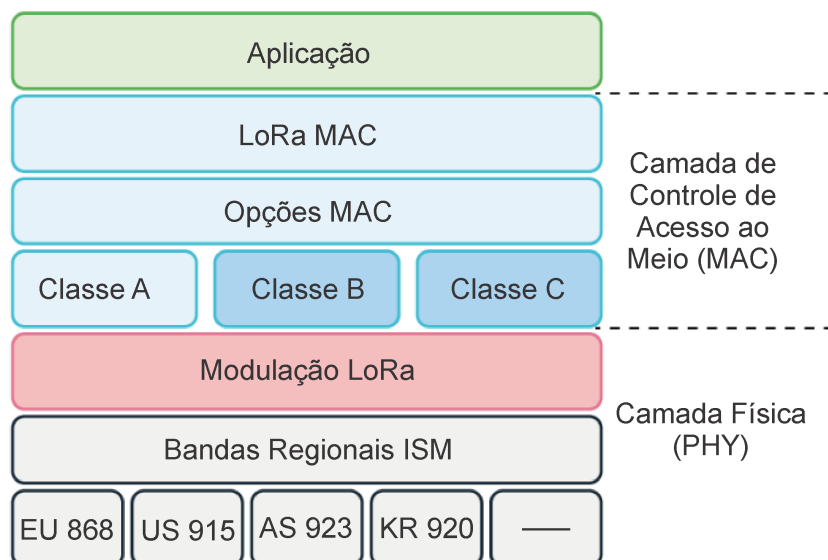 Aplicação
LoRa MAC
Opções MAC
Classe A
Classe B
Classe C
Camada de
Controle de
Acesso ao
Meio (MAC)
Modulação LoRa
Bandas Regionais ISM
EU 868
US 915
AS 923
KR 920
Camada Física
(PHY)